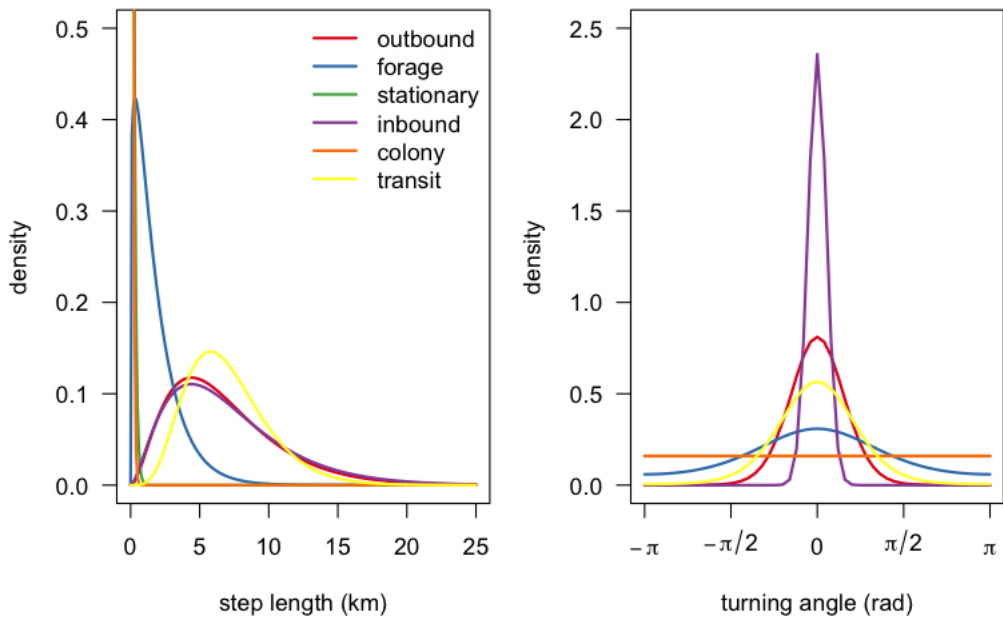 0.5
0.4
0.3
0.2
0.1
0.0
density
0 5 10 15 20 25
step length (km)
outbound
forage
stationary
inbound
colony
transit
2.5
2.0
1.5
1.0
0.5
0.0
density
−π −π/2 0 π/2 π
turning angle (rad)